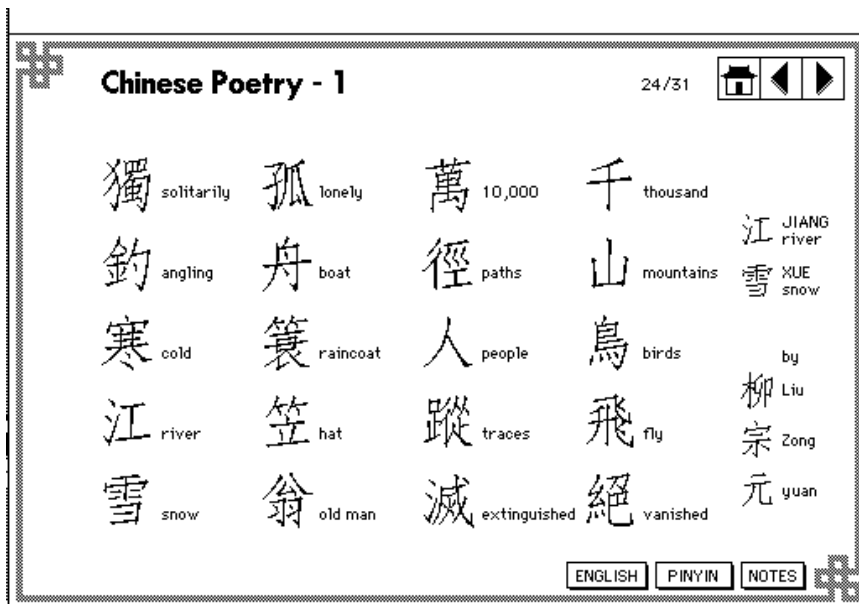 Chinese Poetry - 1
24/31
獨 solitarily 孤 lonely 萬 10,000 千 thousand
江 JIANG river
釣 angling 舟 boat 徑 paths 山 mountains
雪 XUE snow
寒 cold 簑 raincoat 人 people 鳥 birds
by
柳 Liu
江 river 笠 hat 蹤 traces 飛 fly
宗 Zong
雪 snow 翁 old man 滅 extinguished 絕 vanished
元 yuan
ENGLISH PINYIN NOTES